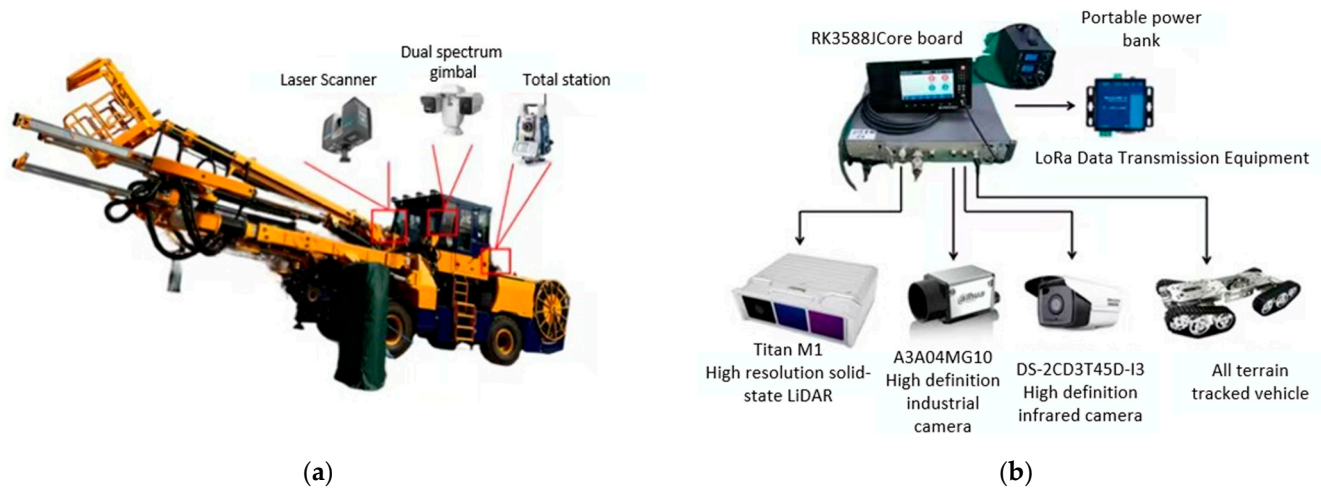 Laser Scanner
Dual spectrum
gimbal
Total station
(a)
RK3588JCore board
Portable power
bank
LoRa Data Transmission Equipment
alhua
Titan M1
High resolution solid-
state LiDAR
A3A04MG10
High definition
industrial
camera
DS-2CD3T45D-I3
High definition
infrared camera
All terrain
tracked vehicle
(b)